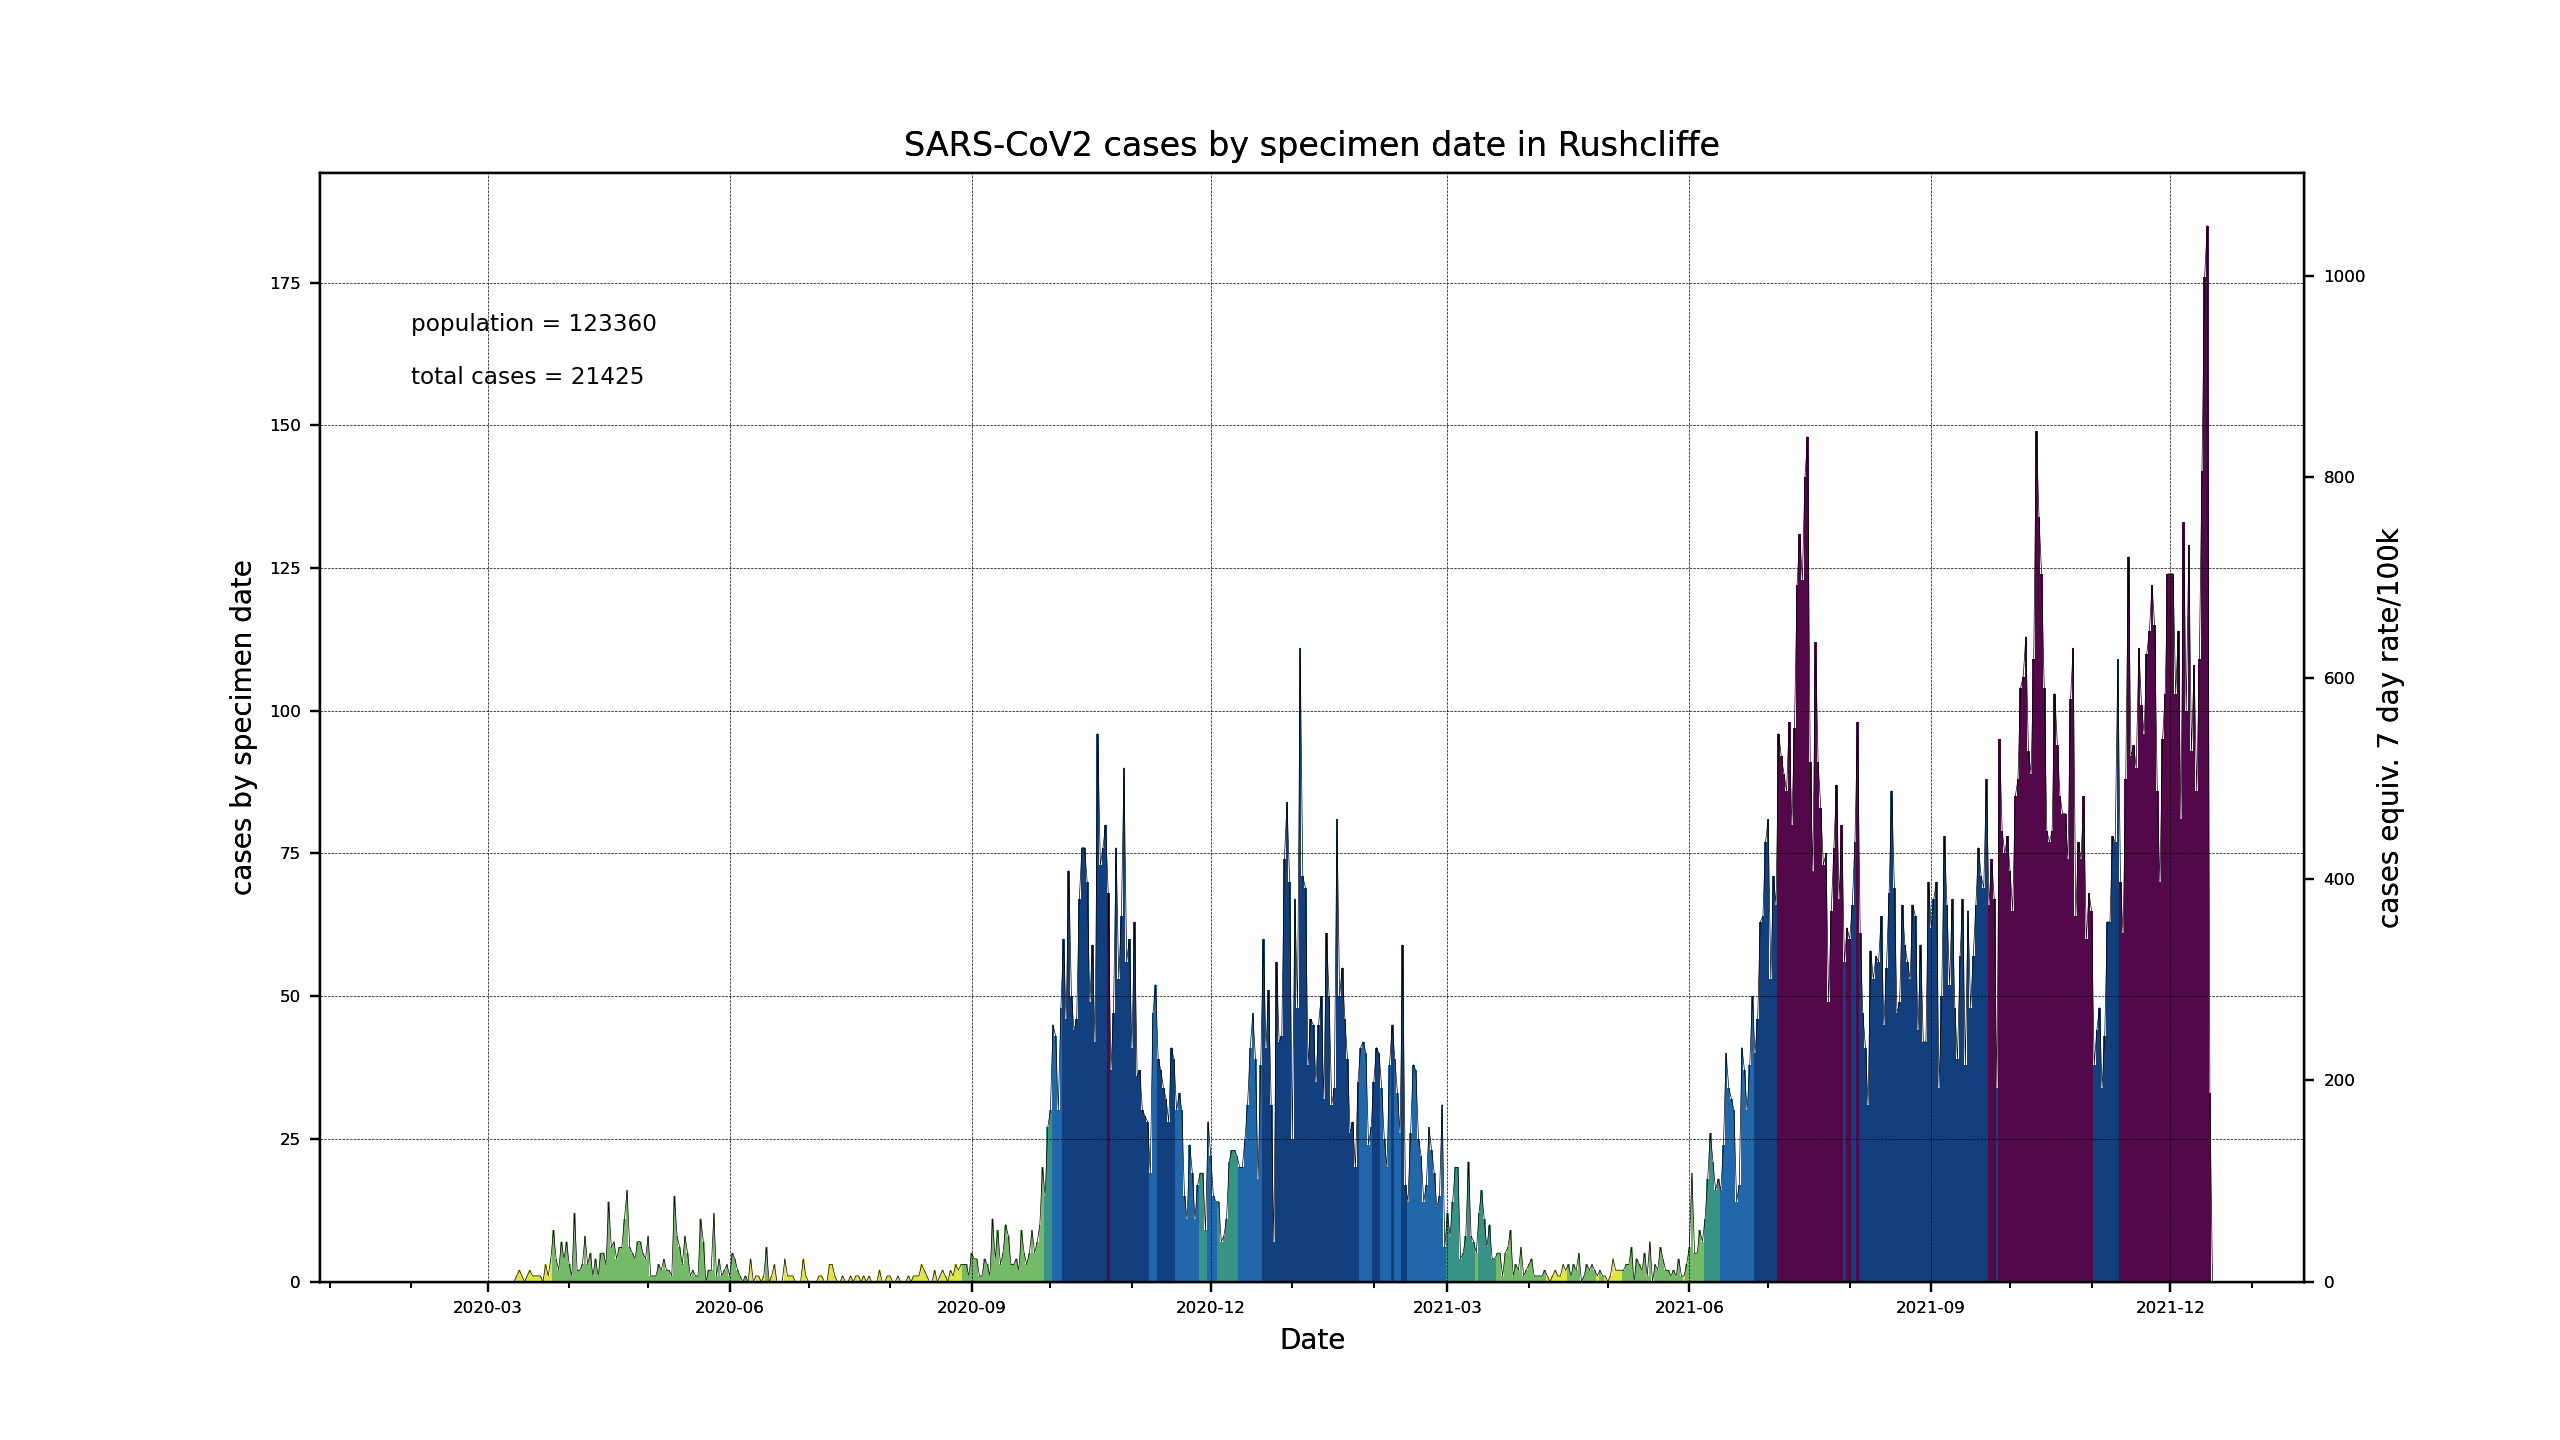 SARS-CoV2 cases by specimen date in Rushcliffe
population = 123360
total cases = 21425
cases by specimen date
175
150
125
100
75
50
25
0
1000
800
600
400
200
0
cases equiv. 7 day rate/100k
2020-03 2020-06 2020-09 2020-12 2021-03 2021-06 2021-09 2021-12
Date